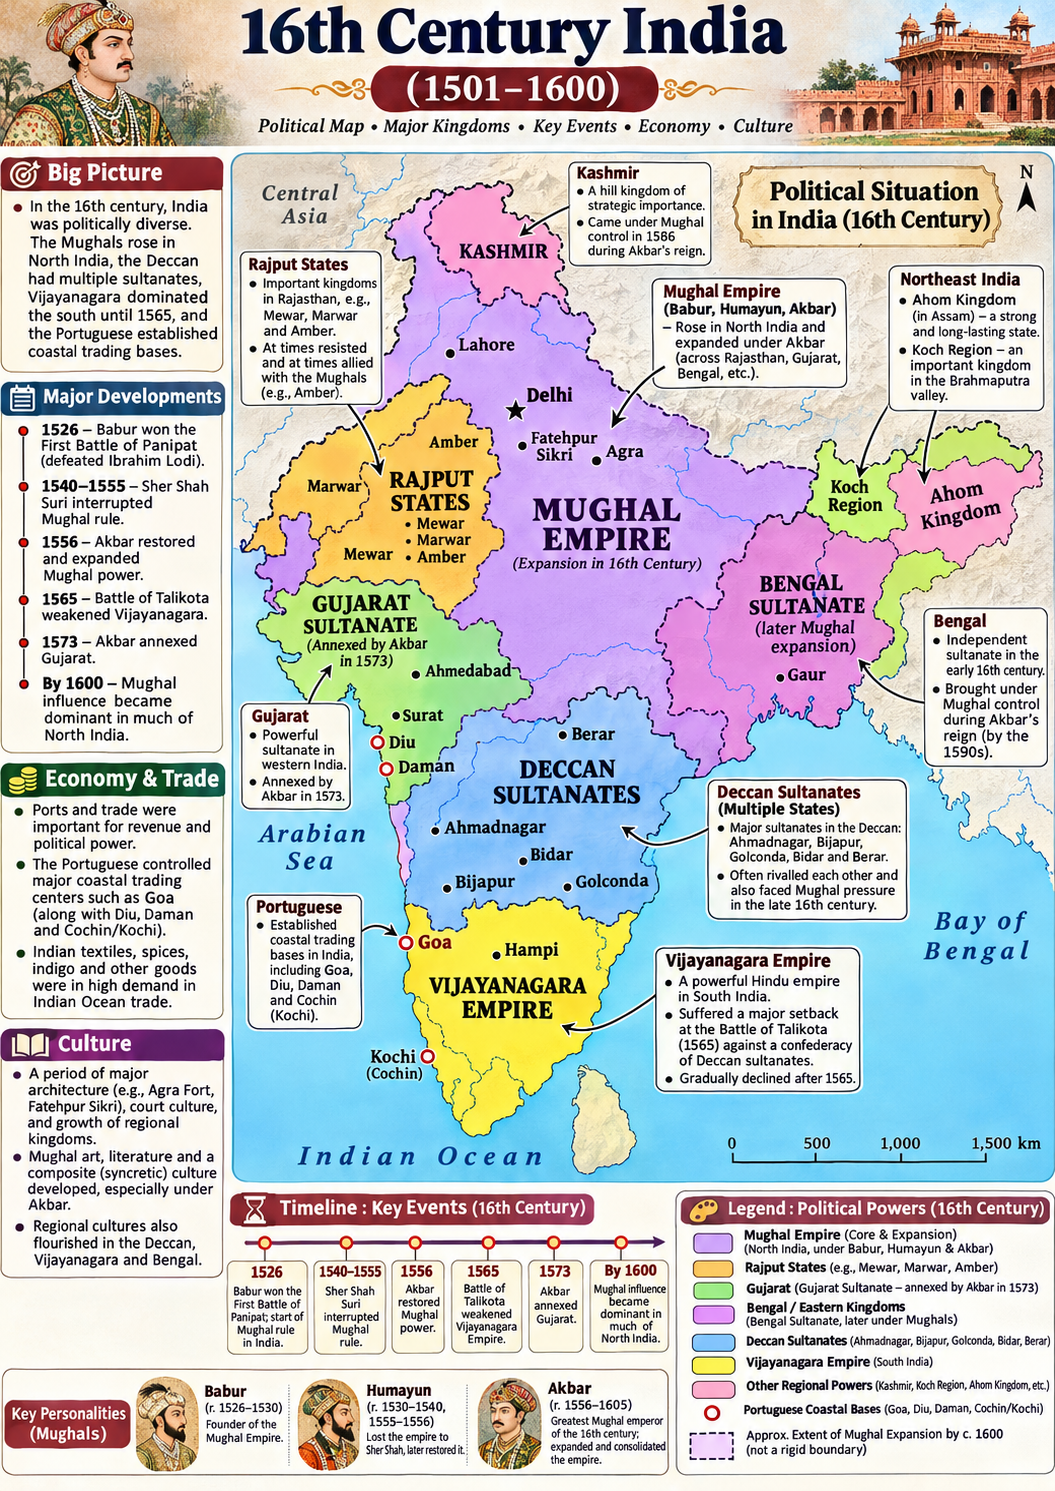 16th Century India
(1501–1600)
Political Map • Major Kingdoms • Key Events • Economy • Culture
Big Picture
• In the 16th century, India
was politically diverse.
The Mughals rose in
North India, the Deccan
had multiple sultanates,
Vijayanagara dominated
the south until 1565, and
the Portuguese established
coastal trading bases.
Major Developments
1526 – Babur won the
First Battle of Panipat
(defeated Ibrahim Lodi).
1540–1555 – Sher Shah
Suri interrupted
Mughal rule.
1556 – Akbar restored
and expanded
Mughal power.
1565 – Battle of Talikota
weakened Vijayanagara.
1573 – Akbar annexed
Gujarat.
By 1600 – Mughal
influence became
dominant in much of
North India.
Economy & Trade
• Ports and trade were
important for revenue and
political power.
• The Portuguese controlled
major coastal trading
centers such as Goa
(along with Diu, Daman
and Cochin/Kochi).
• Indian textiles, spices,
indigo and other goods
were in high demand in
Indian Ocean trade.
Culture
• A period of major
architecture (e.g., Agra Fort,
Fatehpur Sikri), court culture,
and growth of regional
kingdoms.
• Mughal art, literature and a
composite (syncretic) culture
developed, especially under
Akbar.
• Regional cultures also
flourished in the Deccan,
Vijayanagara and Bengal.
Political Situation
in India (16th Century)
N
Central
Asia
Kashmir
• A hill kingdom of
strategic importance.
• Came under Mughal
control in 1586
during Akbar's reign.
KASHMIR
Rajput States
• Important kingdoms
in Rajasthan, e.g.,
Mewar, Marwar
and Amber.
• At times resisted
and at times allied
with the Mughals
(e.g., Amber).
Mughal Empire
(Babur, Humayun, Akbar)
– Rose in North India and
expanded under Akbar
(across Rajasthan, Gujarat,
Bengal, etc.).
Northeast India
• Ahom Kingdom
(in Assam) – a strong
and long-lasting state.
• Koch Region – an
important kingdom
in the Brahmaputra
valley.
Lahore
Delhi
Fatehpur
Sikri
Agra
Amber
Marwar
RAJPUT
STATES
• Mewar
• Marwar
• Amber
Mewar
MUGHAL
EMPIRE
(Expansion in 16th Century)
Koch
Region
Ahom
Kingdom
BENGAL
SULTANATE
(later Mughal
expansion)
Gaur
GUJARAT
SULTANATE
(Annexed by Akbar
in 1573)
Ahmedabad
Surat
Diu
Daman
Bengal
• Independent
sultanate in the
early 16th century.
• Brought under
Mughal control
during Akbar's
reign (by the
1590s).
Gujarat
• Powerful
sultanate in
western India.
• Annexed by
Akbar in 1573.
Berar
DECCAN
SULTANATES
Ahmadnagar
Bidar
Bijapur
Golconda
Deccan Sultanates
(Multiple States)
• Major sultanates in the Deccan:
Ahmadnagar, Bijapur,
Golconda, Bidar and Berar.
• Often rivalled each other and
also faced Mughal pressure
in the late 16th century.
Arabian
Sea
Bay of
Bengal
Portuguese
• Established
coastal trading
bases in India,
including Goa,
Diu, Daman
and Cochin
(Kochi).
Goa
Hampi
VIJAYANAGARA
EMPIRE
Kochi
(Cochin)
Vijayanagara Empire
• A powerful Hindu empire
in South India.
• Suffered a major setback
at the Battle of Talikota
(1565) against a confederacy
of Deccan sultanates.
• Gradually declined after 1565.
Indian Ocean
0 500 1,000 1,500 km
Timeline : Key Events (16th Century)
1526
Babur won the
First Battle of
Panipat; start of
Mughal rule
in India.
1540–1555
Sher Shah
Suri
interrupted
Mughal
rule.
1556
Akbar
restored
Mughal
power.
1565
Battle of
Talikota
weakened
Vijayanagara
Empire.
1573
Akbar
annexed
Gujarat.
By 1600
Mughal influence
became
dominant in
much of
North India.
Legend : Political Powers (16th Century)
Mughal Empire (Core & Expansion)
(North India, under Babur, Humayun & Akbar)
Rajput States (e.g., Mewar, Marwar, Amber)
Gujarat (Gujarat Sultanate – annexed by Akbar in 1573)
Bengal / Eastern Kingdoms
(Bengal Sultanate, later under Mughals)
Deccan Sultanates (Ahmadnagar, Bijapur, Golconda, Bidar, Berar)
Vijayanagara Empire (South India)
Other Regional Powers (Kashmir, Koch Region, Ahom Kingdom, etc.)
Portuguese Coastal Bases (Goa, Diu, Daman, Cochin/Kochi)
Approx. Extent of Mughal Expansion by c. 1600
(not a rigid boundary)
Key Personalities
(Mughals)
Babur
(r. 1526–1530)
Founder of the
Mughal Empire.
Humayun
(r. 1530–1540,
1555–1556)
Lost the empire to
Sher Shah, later restored it.
Akbar
(r. 1556–1605)
Greatest Mughal emperor
of the 16th century;
expanded and consolidated
the empire.